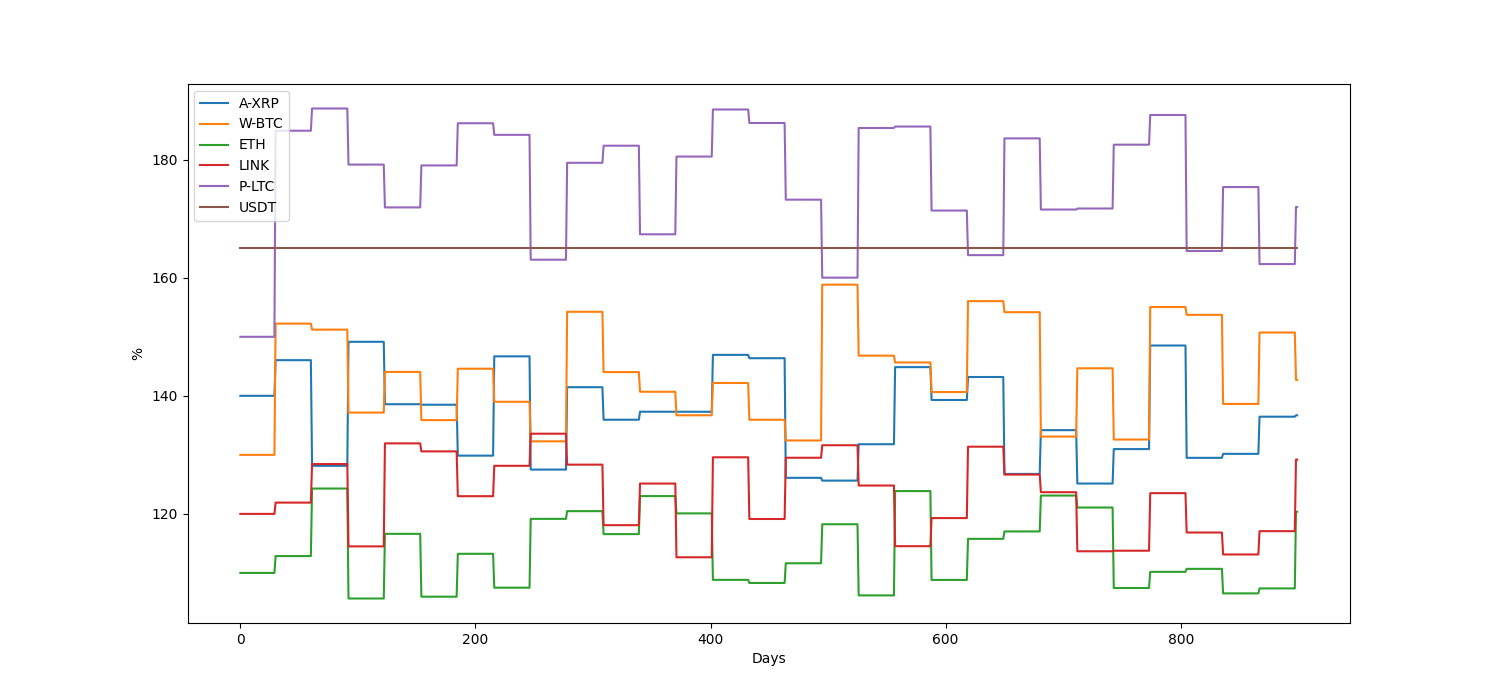 A-XRP
W-BTC
ETH
LINK
P-LTC
USDT
180
160
140
120
%
0 200 400 600 800
Days